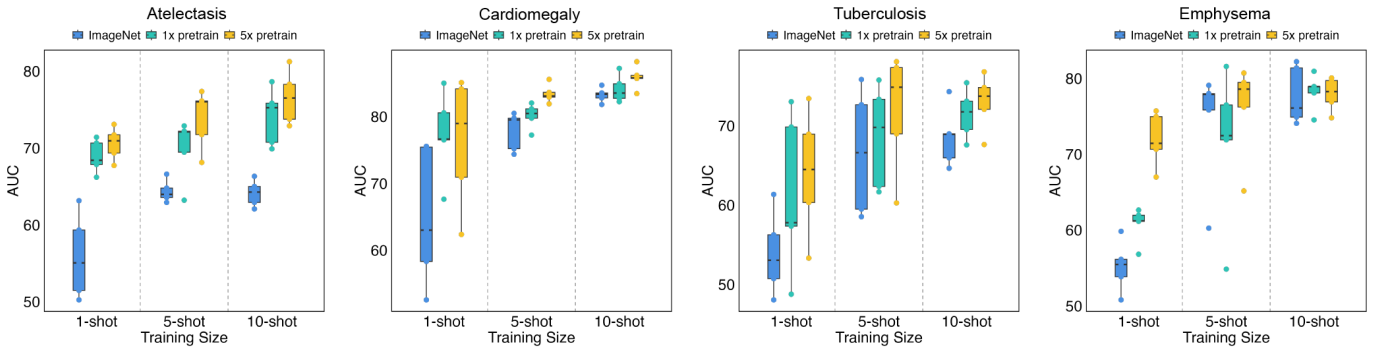 Atelectasis
ImageNet 1x pretrain 5x pretrain
80
70
60
50
AUC
1-shot 5-shot 10-shot
Training Size
Cardiomegaly
ImageNet 1x pretrain 5x pretrain
80
70
60
AUC
1-shot 5-shot 10-shot
Training Size
Tuberculosis
ImageNet 1x pretrain 5x pretrain
70
60
50
AUC
1-shot 5-shot 10-shot
Training Size
Emphysema
ImageNet 1x pretrain 5x pretrain
80
70
60
50
AUC
1-shot 5-shot 10-shot
Training Size